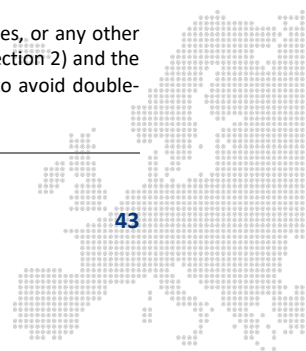 es, or any other
ection 2) and the
o avoid double-
43